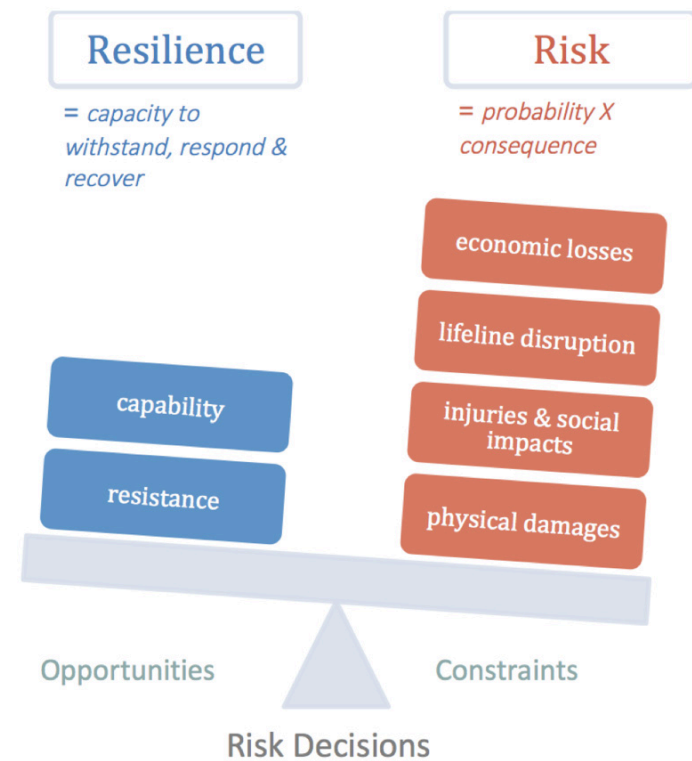 Resilience
= capacity to
withstand, respond &
recover
capability
resistance
Opportunities
Risk
= probability X
consequence
economic losses
lifeline disruption
injuries & social
impacts
physical damages
Constraints
Risk Decisions